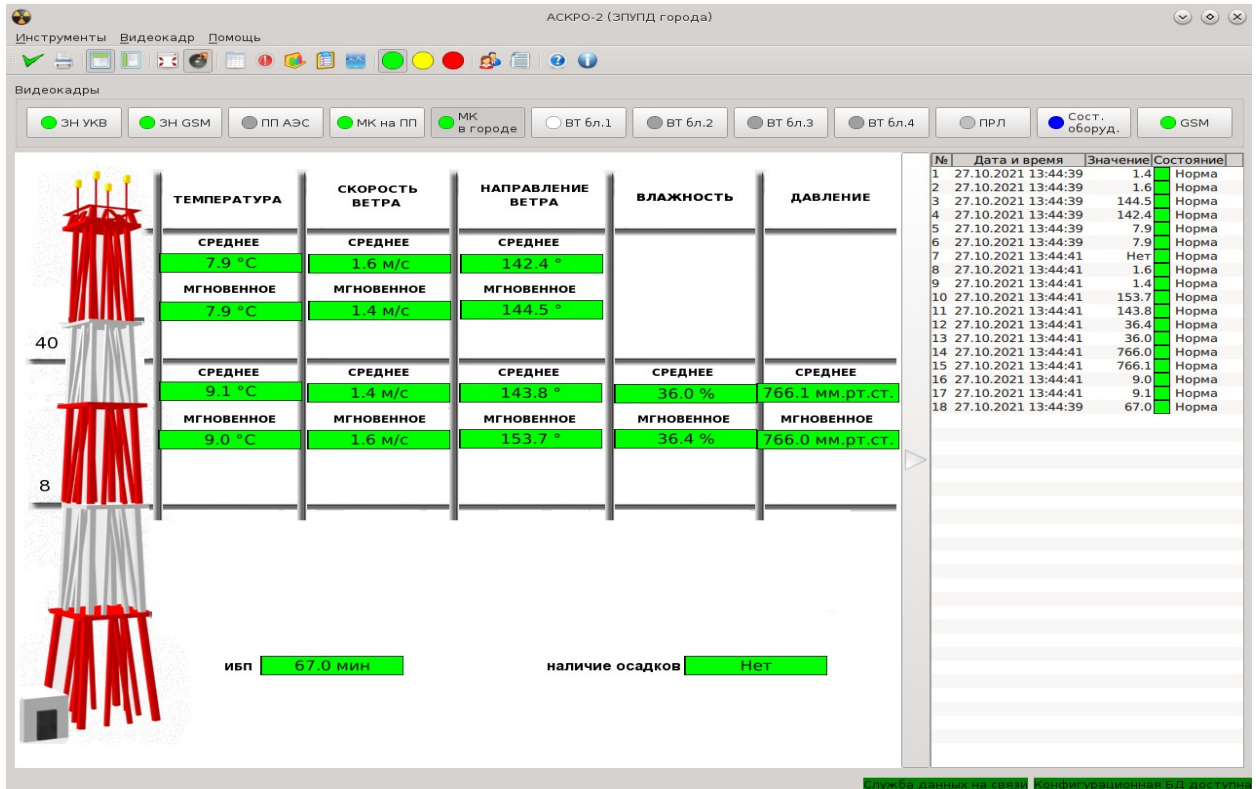 АСКРО-2 (ЗПУПД города)
Инструменты Видеокадр Помощь
Видеокадры
ЗН УКВ ЗН GSM ПП АЭС МК на ПП МК в городе ВТ бл.1 ВТ бл.2 ВТ бл.3 ВТ бл.4 ПРЛ Сост. оборуд. GSM
ТЕМПЕРАТУРА СКОРОСТЬ ВЕТРА НАПРАВЛЕНИЕ ВЕТРА ВЛАЖНОСТЬ ДАВЛЕНИЕ
СРЕДНЕЕ СРЕДНЕЕ СРЕДНЕЕ
7.9 °C 1.6 м/с 142.4 °
МГНОВЕННОЕ МГНОВЕННОЕ МГНОВЕННОЕ
7.9 °C 1.4 м/с 144.5 °
40
СРЕДНЕЕ СРЕДНЕЕ СРЕДНЕЕ СРЕДНЕЕ СРЕДНЕЕ
9.1 °C 1.4 м/с 143.8 ° 36.0 % 766.1 мм.рт.ст.
МГНОВЕННОЕ МГНОВЕННОЕ МГНОВЕННОЕ МГНОВЕННОЕ МГНОВЕННОЕ
9.0 °C 1.6 м/с 153.7 ° 36.4 % 766.0 мм.рт.ст.
8
ИБП 67.0 мин наличие осадков Нет
№ Дата и время Значение Состояние
1 27.10.2021 13:44:39 1.4 Норма
2 27.10.2021 13:44:39 1.6 Норма
3 27.10.2021 13:44:39 144.5 Норма
4 27.10.2021 13:44:39 142.4 Норма
5 27.10.2021 13:44:39 7.9 Норма
6 27.10.2021 13:44:39 7.9 Норма
7 27.10.2021 13:44:41 Нет Норма
8 27.10.2021 13:44:41 1.6 Норма
9 27.10.2021 13:44:41 1.4 Норма
10 27.10.2021 13:44:41 153.7 Норма
11 27.10.2021 13:44:41 143.8 Норма
12 27.10.2021 13:44:41 36.4 Норма
13 27.10.2021 13:44:41 36.0 Норма
14 27.10.2021 13:44:41 766.0 Норма
15 27.10.2021 13:44:41 766.1 Норма
16 27.10.2021 13:44:41 9.0 Норма
17 27.10.2021 13:44:41 9.1 Норма
18 27.10.2021 13:44:39 67.0 Норма
Служба данных на связи Конфигурационная БД доступна